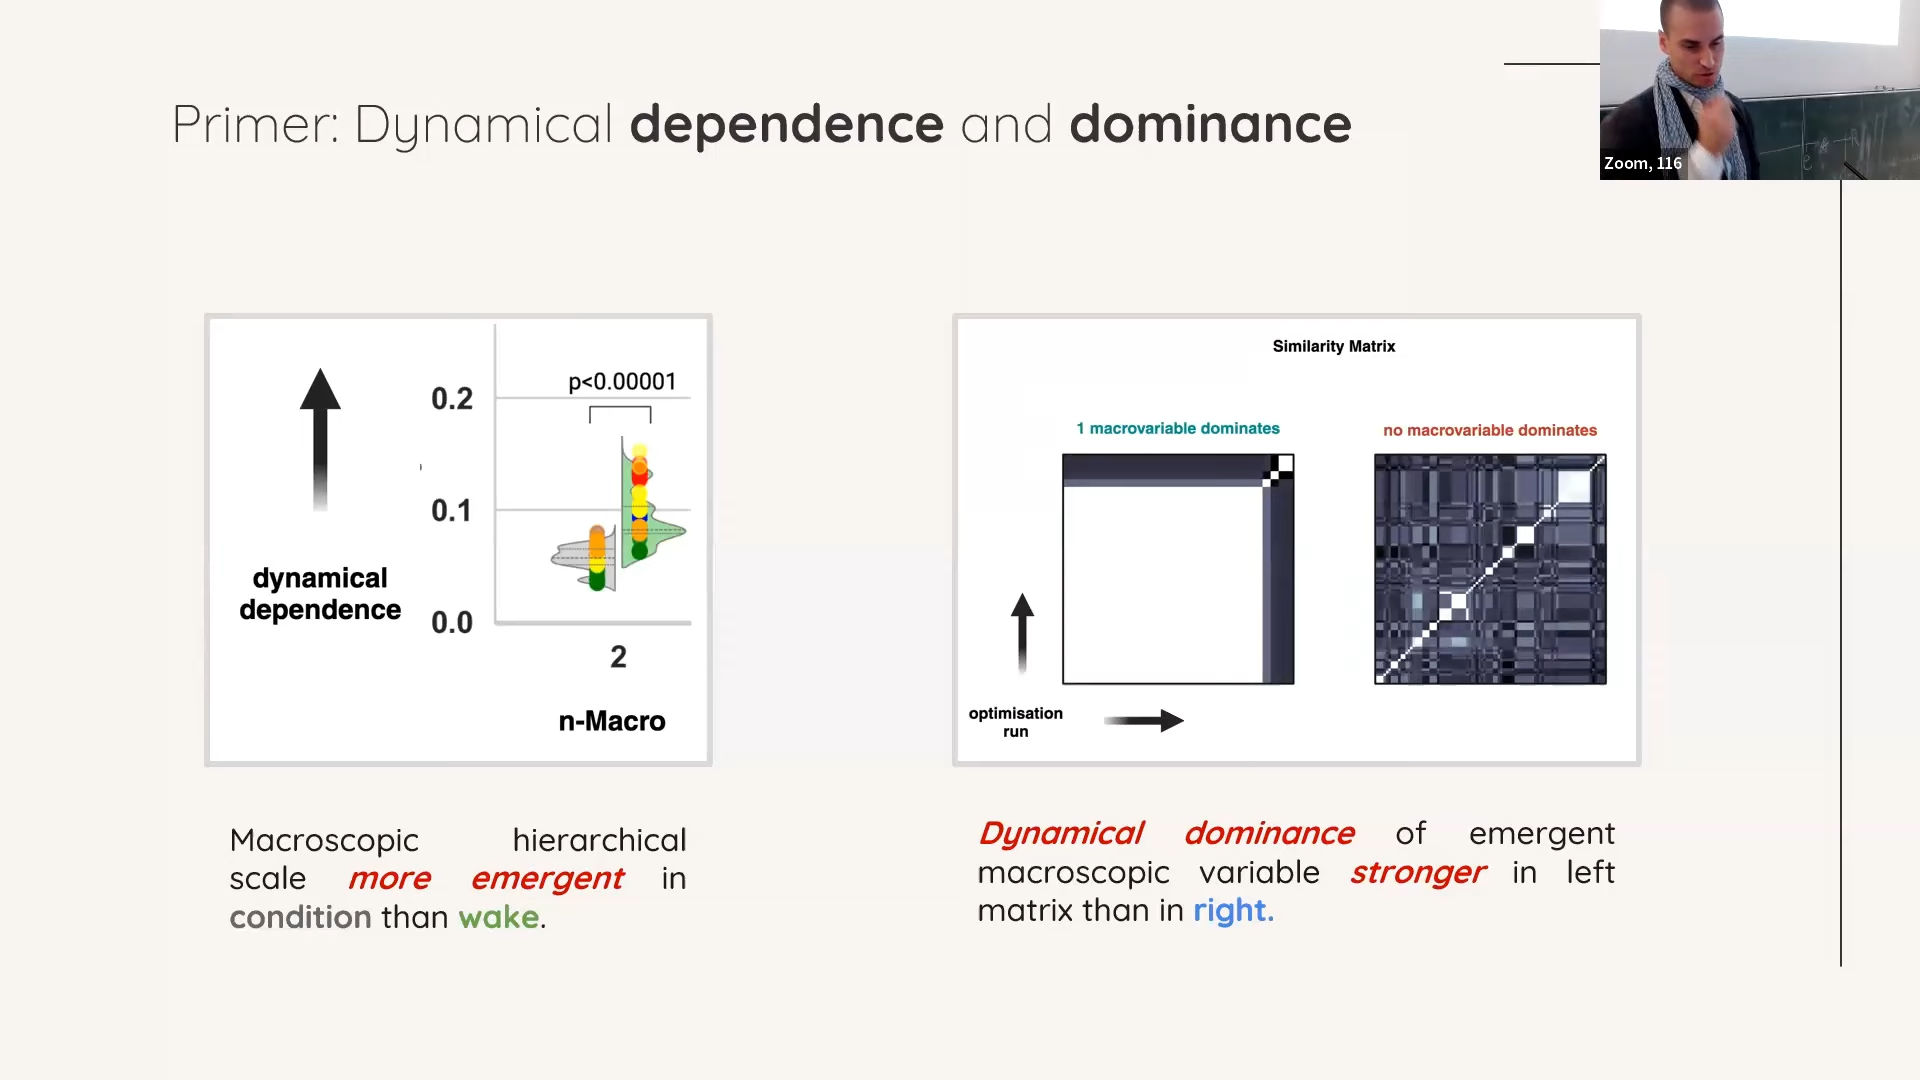 Primer: Dynamical dependence and dominance
Zoom, 116
p<0.00001
0.2
0.1
0.0
2
n-Macro
dynamical
dependence
Similarity Matrix
1 macrovariable dominates
no macrovariable dominates
optimisation
run
Macroscopic hierarchical
scale more emergent in
condition than wake.
Dynamical dominance of emergent
macroscopic variable stronger in left
matrix than in right.